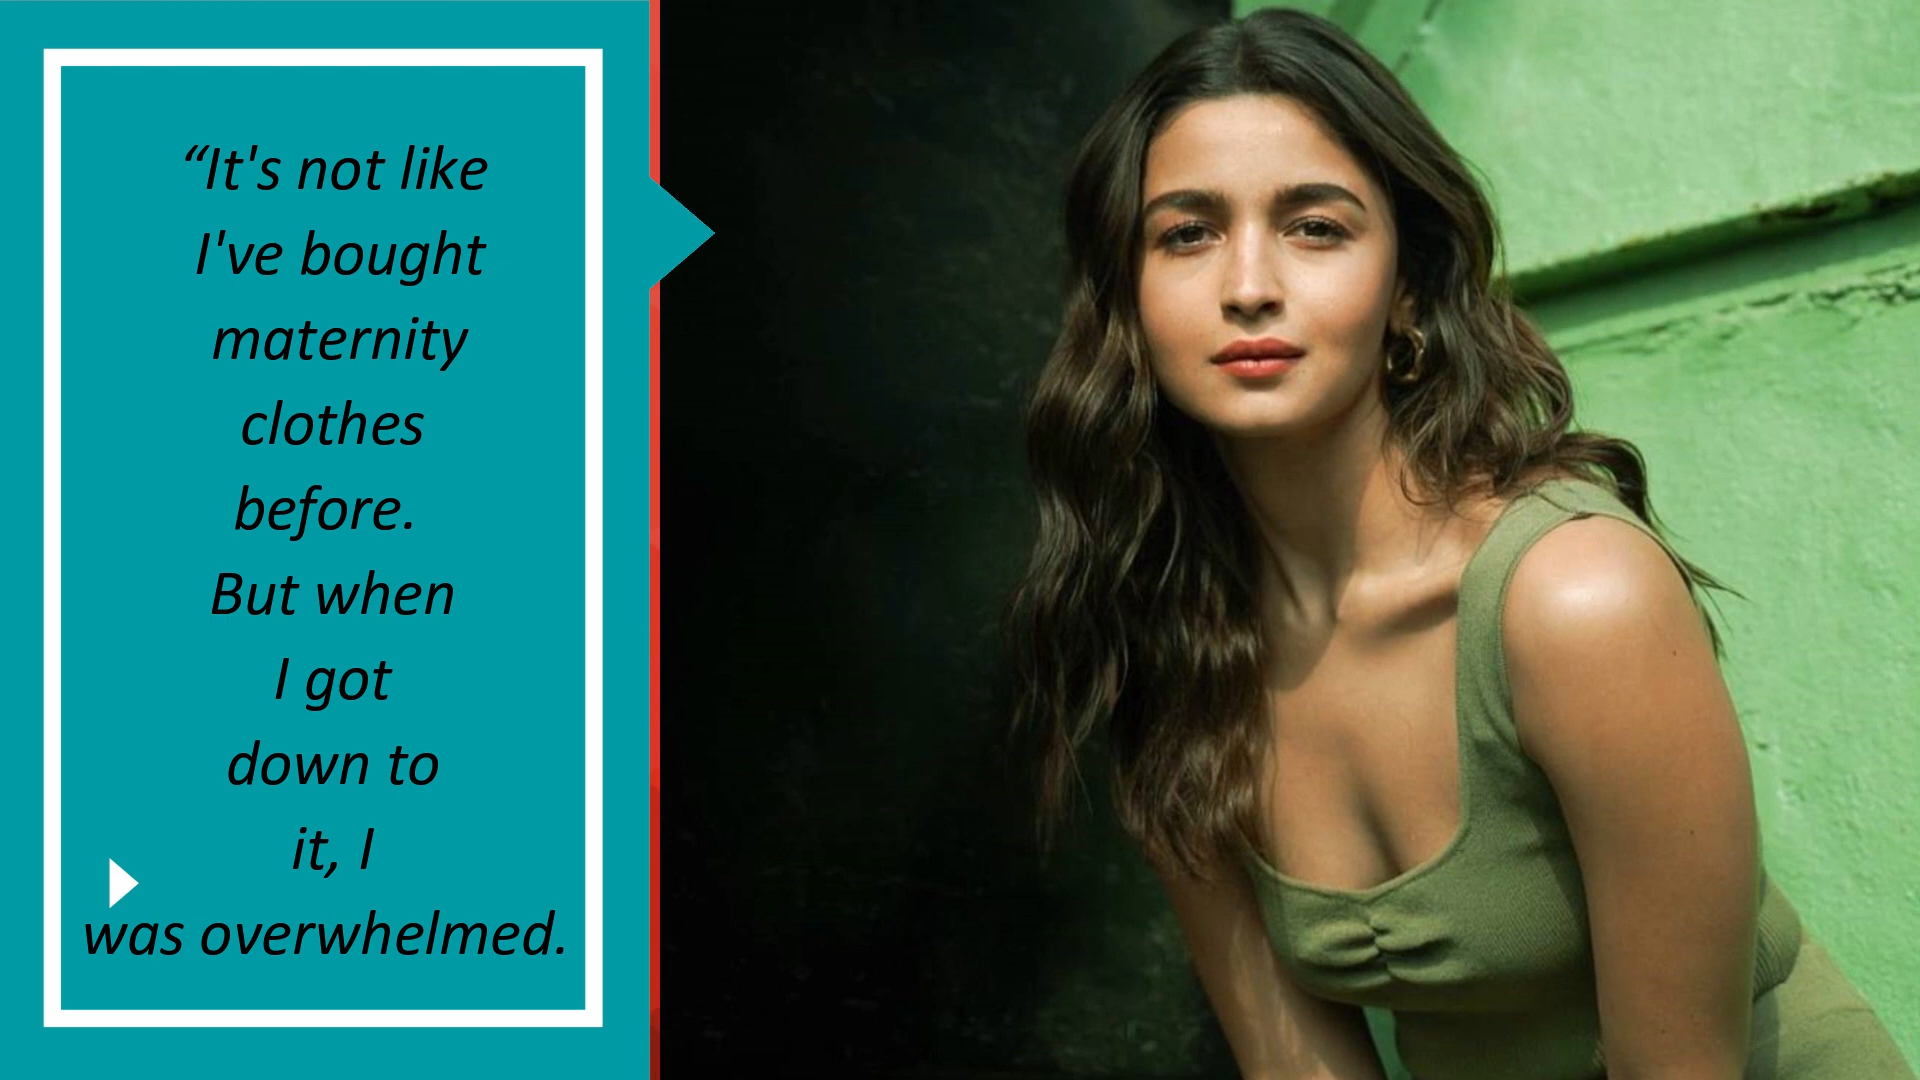 “It's not like
I've bought
maternity
clothes
before.
But when
I got
down to
it, I
was overwhelmed.